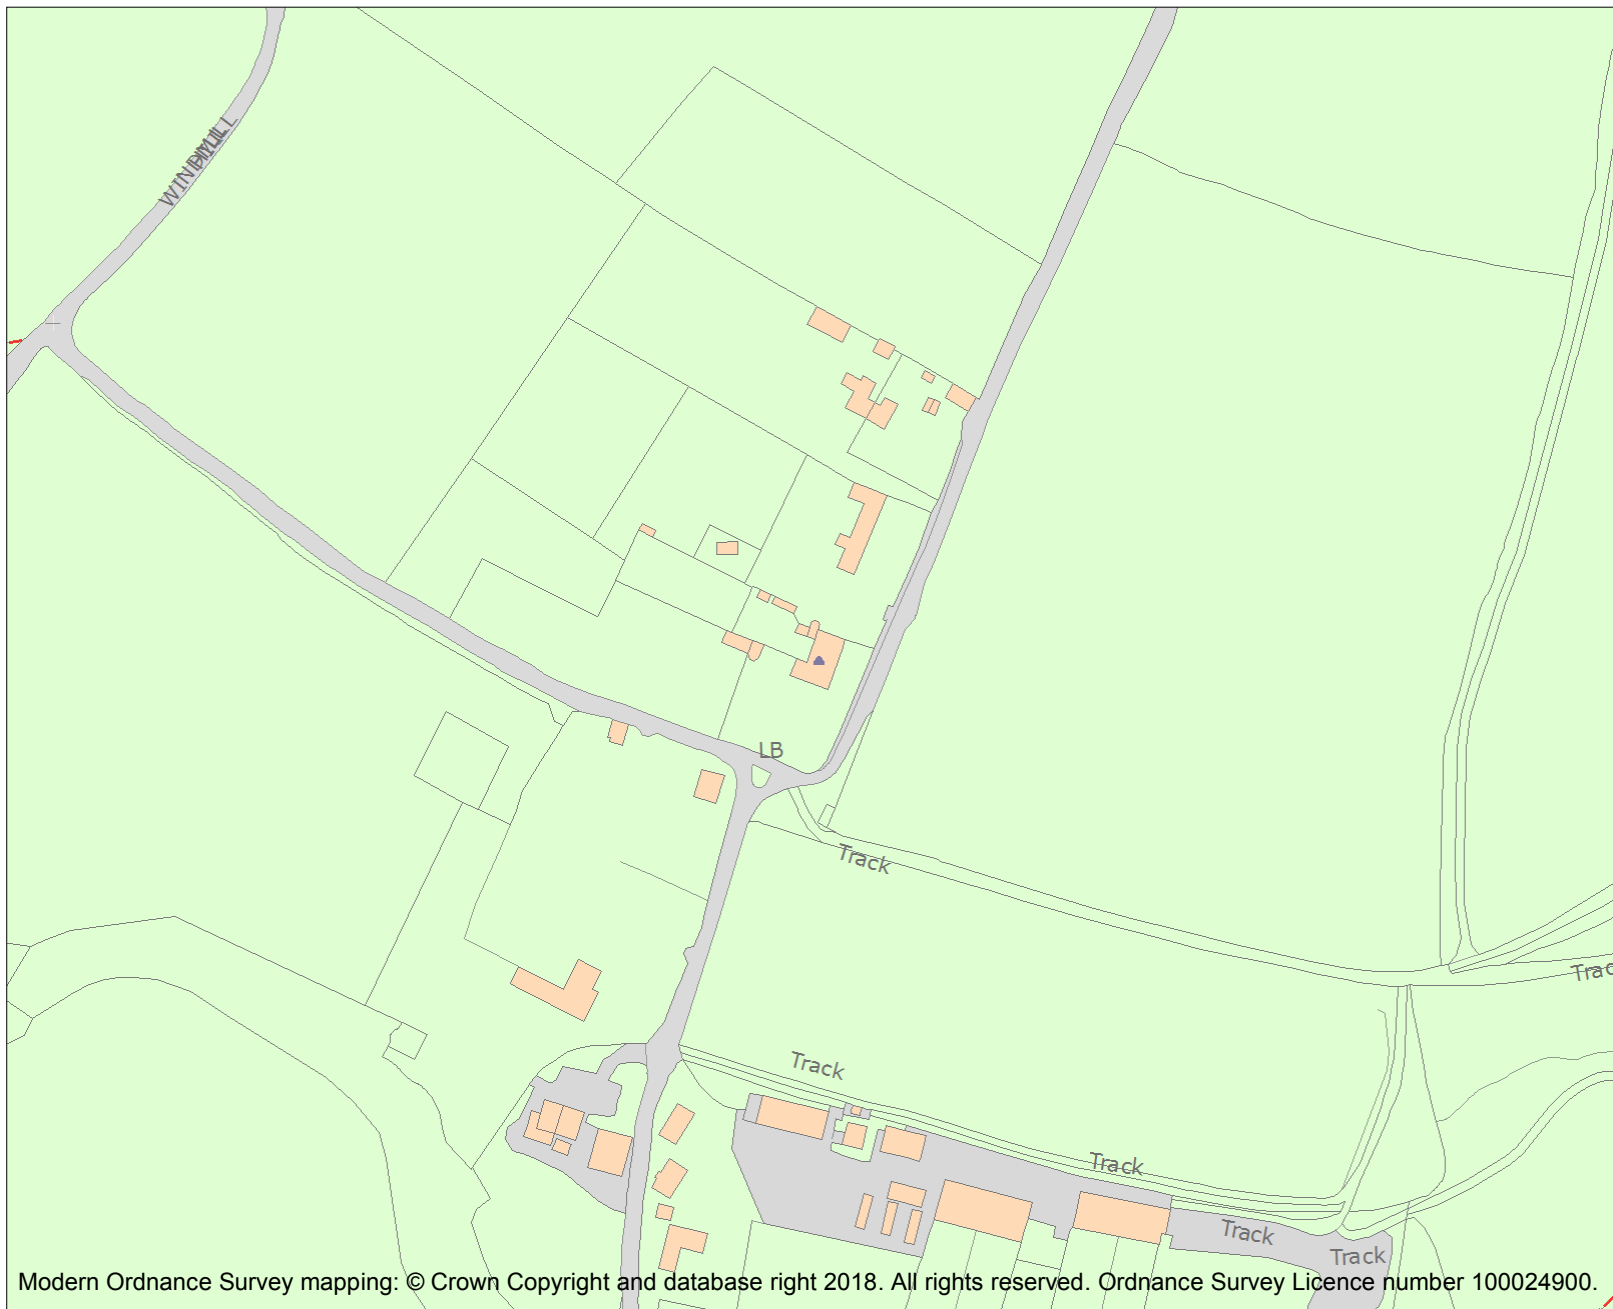 WINDMILL
HILL
LB
Track
Track
Track
Track
Track
Trac
Modern Ordnance Survey mapping: © Crown Copyright and database right 2018. All rights reserved. Ordnance Survey Licence number 100024900.